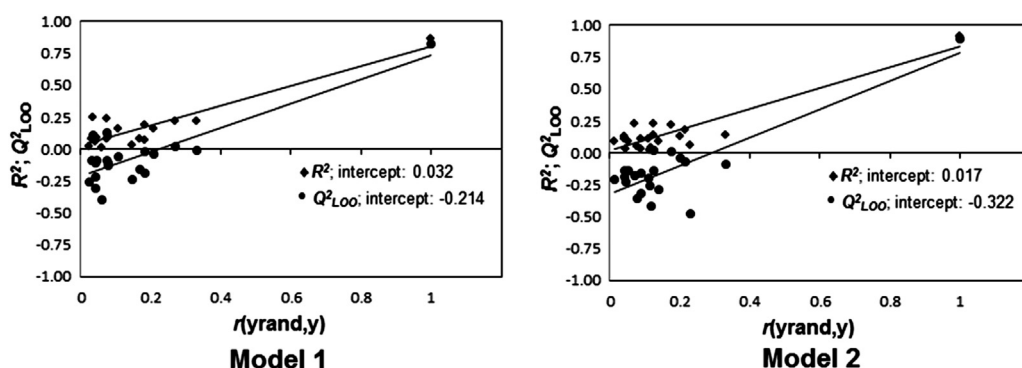 1.00
0.75
0.50
0.25
0.00
-0.25
-0.50
-0.75
-1.00
R²; Q²LOO
R²; intercept: 0.032
Q²LOO; intercept: -0.214
0 0.2 0.4 0.6 0.8 1
r(yrand,y)
Model 1
1.00
0.75
0.50
0.25
0.00
-0.25
-0.50
-0.75
-1.00
R²; Q²LOO
R²; intercept: 0.017
Q²LOO; intercept: -0.322
0 0.2 0.4 0.6 0.8 1
r(yrand,y)
Model 2